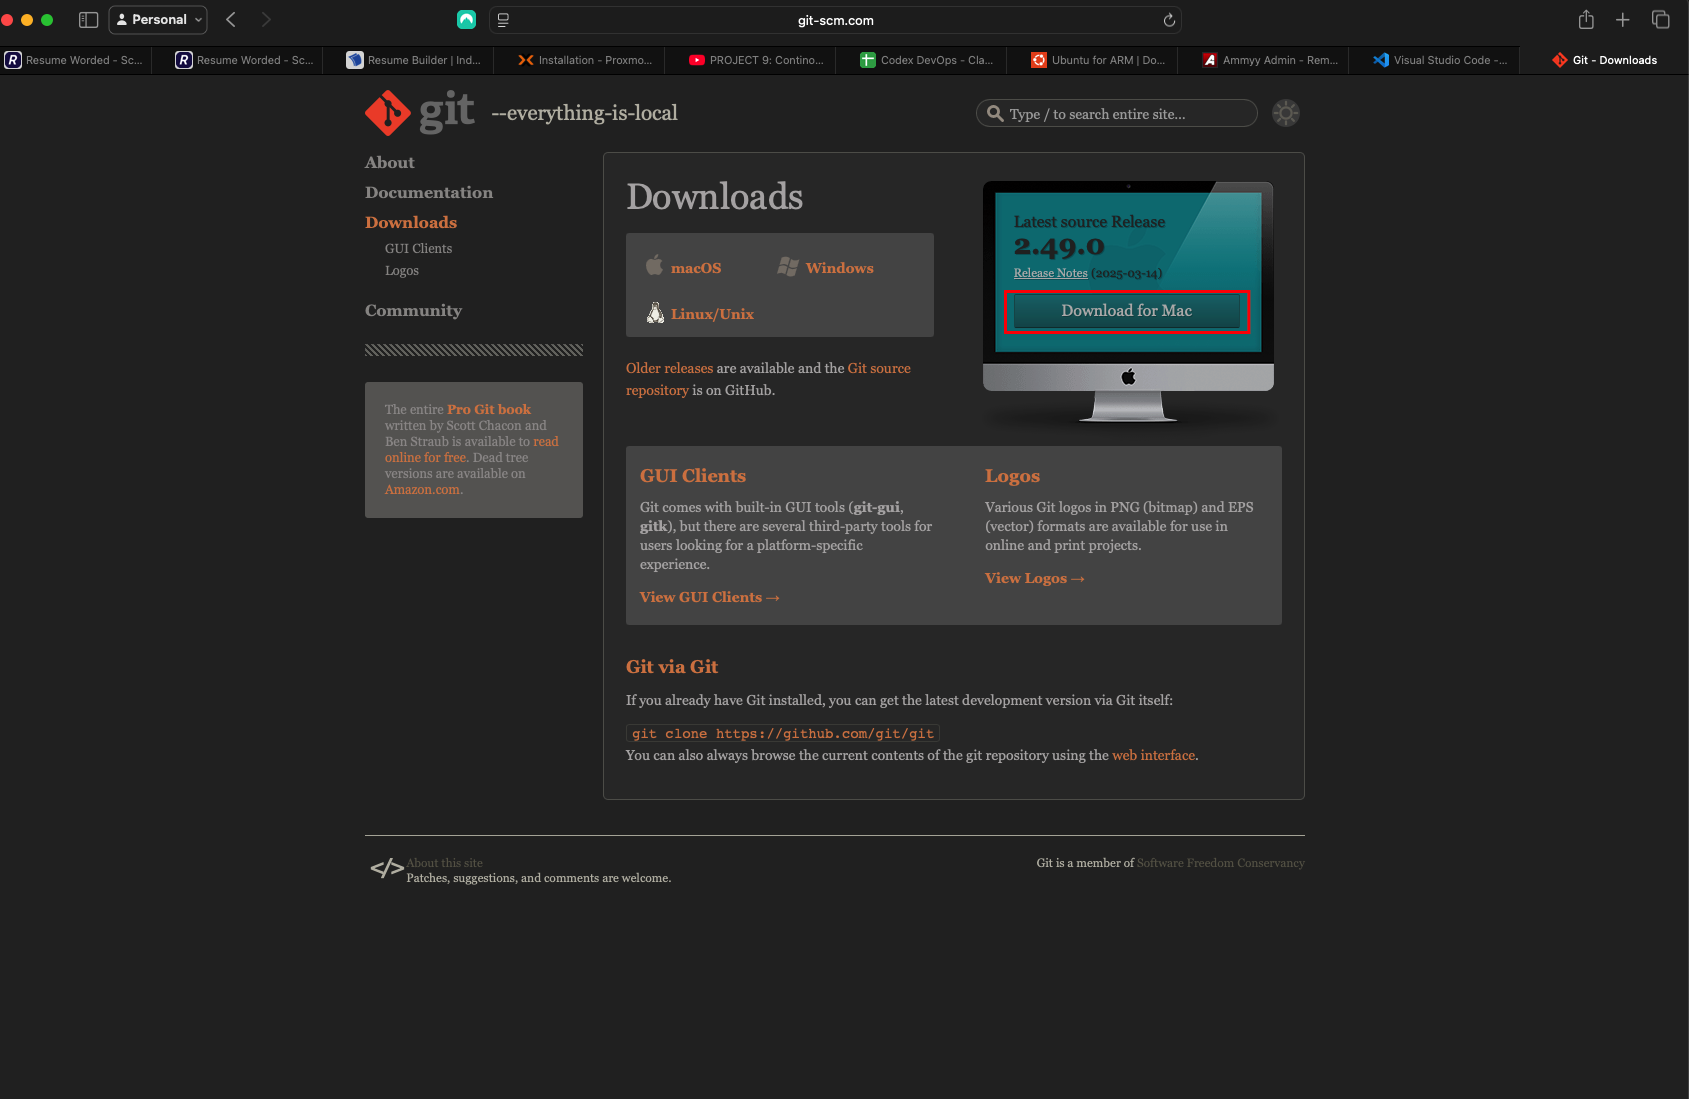 Personal
git-scm.com
Resume Worded - Sc...
Resume Worded - Sc...
Resume Builder | Ind...
Installation - Proxmo...
PROJECT 9: Contino...
Codex DevOps - Cla...
Ubuntu for ARM | Do...
Ammyy Admin - Rem...
Visual Studio Code -...
Git - Downloads
git --everything-is-local
Type / to search entire site...
About
Documentation
Downloads
GUI Clients
Logos
Community
The entire Pro Git book
written by Scott Chacon and
Ben Straub is available to read
online for free. Dead tree
versions are available on
Amazon.com.
Downloads
macOS
Windows
Linux/Unix
Older releases are available and the Git source
repository is on GitHub.
Latest source Release
2.49.0
Release Notes (2025-03-14)
Download for Mac
GUI Clients
Git comes with built-in GUI tools (git-gui,
gitk), but there are several third-party tools for
users looking for a platform-specific
experience.
View GUI Clients →
Logos
Various Git logos in PNG (bitmap) and EPS
(vector) formats are available for use in
online and print projects.
View Logos →
Git via Git
If you already have Git installed, you can get the latest development version via Git itself:
git clone https://github.com/git/git
You can also always browse the current contents of the git repository using the web interface.
</> About this site
Patches, suggestions, and comments are welcome.
Git is a member of Software Freedom Conservancy